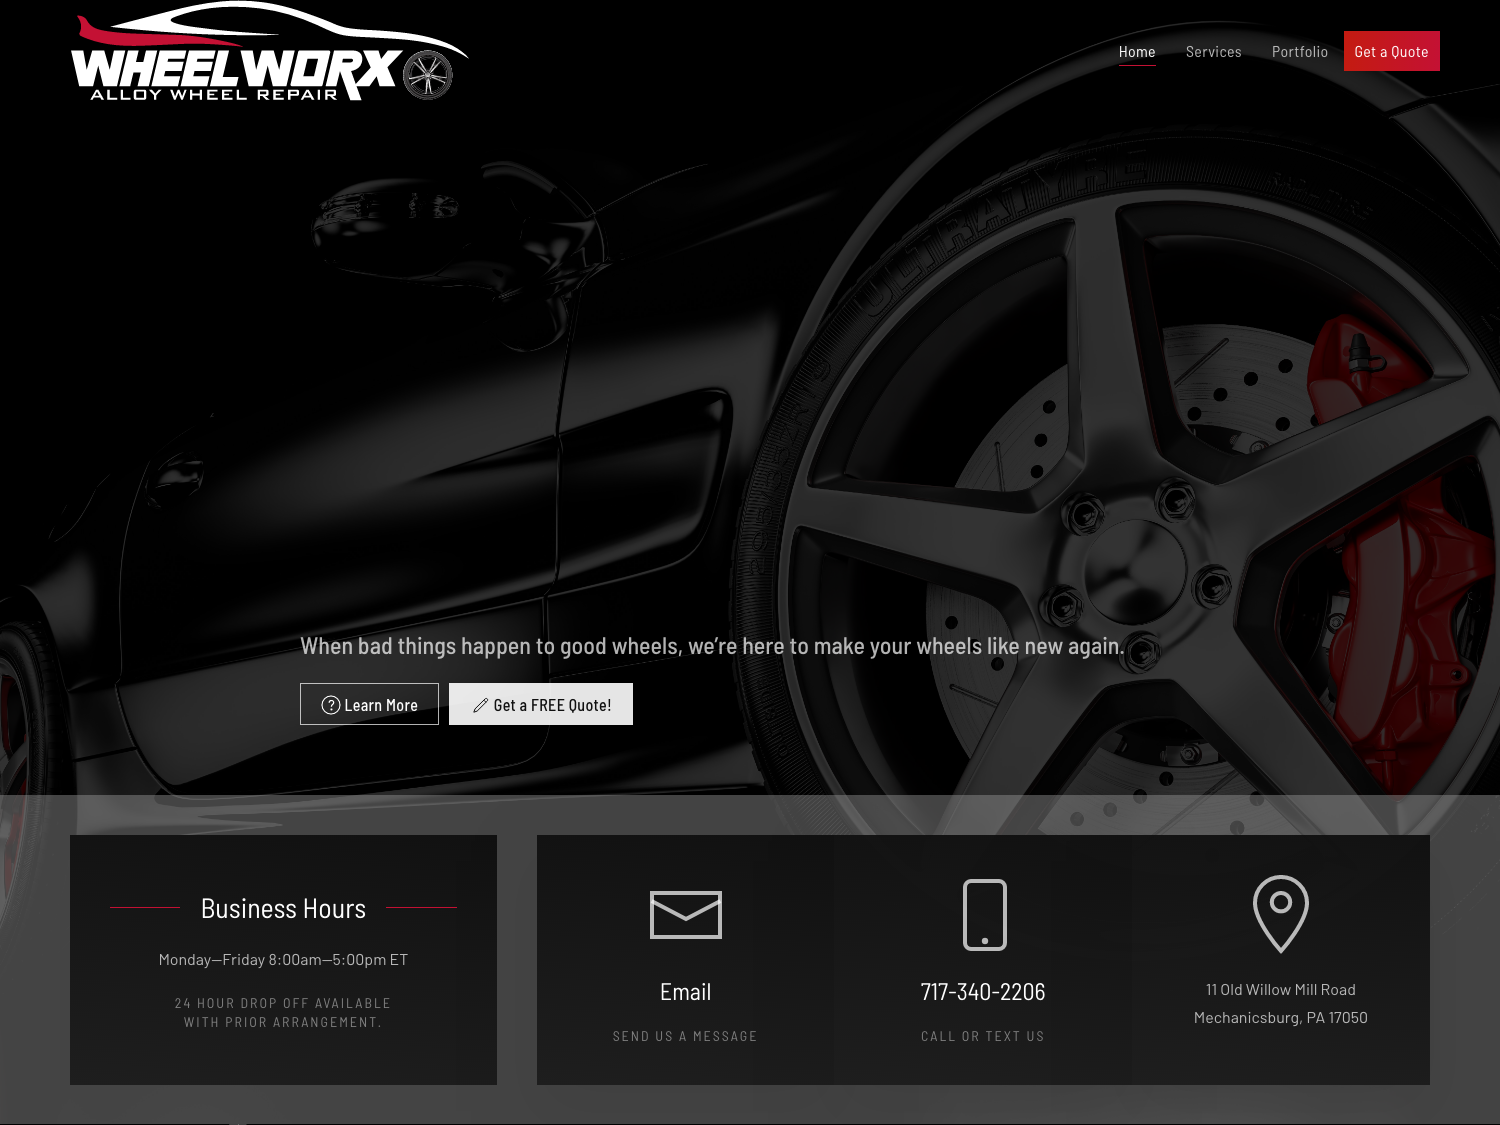 WHEEL WORX
ALLOY WHEEL REPAIR
Home
Services
Portfolio
Get a Quote
ULTRATYRE
When bad things happen to good wheels, we’re here to make your wheels like new again.
Learn More
Get a FREE Quote!
Business Hours
Monday—Friday 8:00am—5:00pm ET
24 HOUR DROP OFF AVAILABLE
WITH PRIOR ARRANGEMENT.
Email
SEND US A MESSAGE
717-340-2206
CALL OR TEXT US
11 Old Willow Mill Road
Mechanicsburg, PA 17050